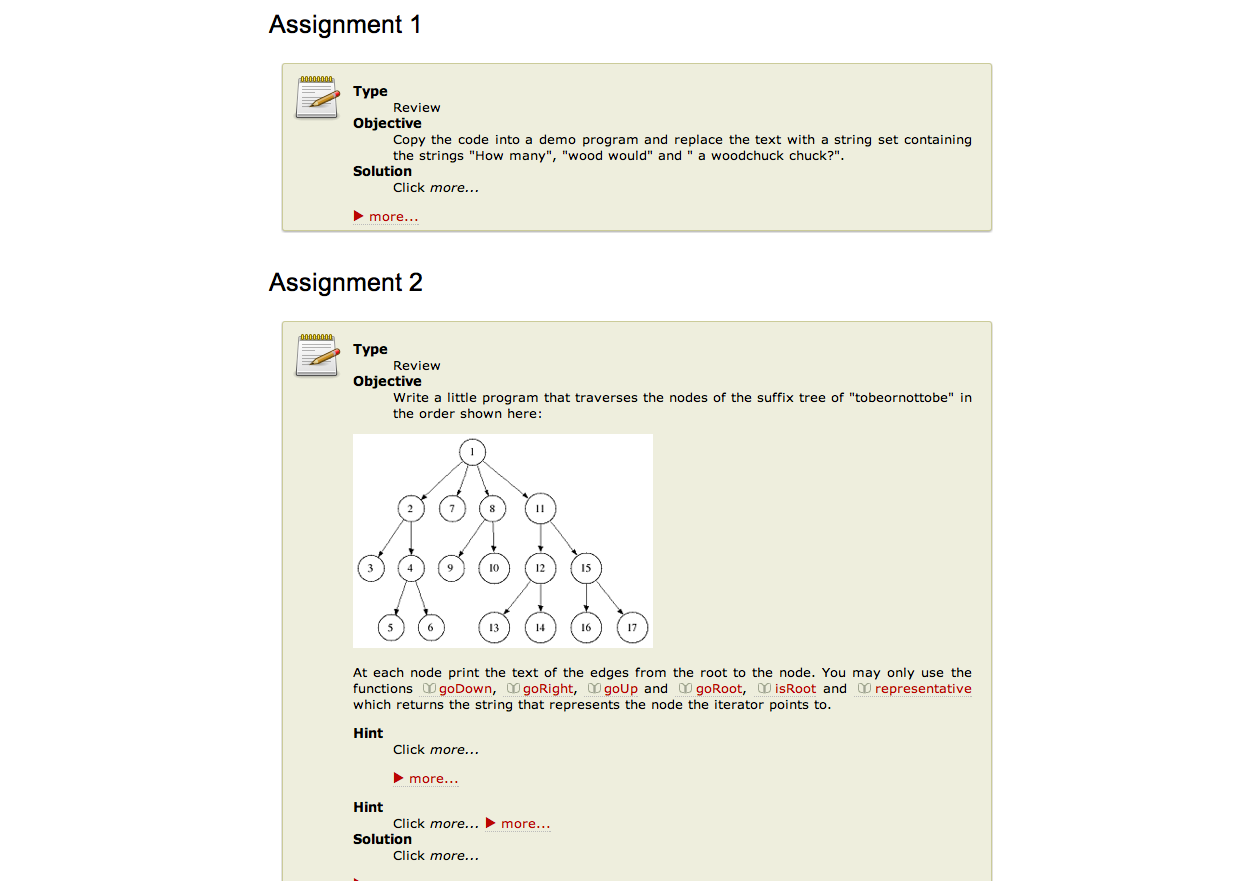 Assignment 1
Type
Review
Objective
Copy the code into a demo program and replace the text with a string set containing
the strings "How many", "wood would" and " a woodchuck chuck?".
Solution
Click more...
more...
Assignment 2
Type
Review
Objective
Write a little program that traverses the nodes of the suffix tree of "tobeornottobe" in
the order shown here:
1
2 7 8 11
3 4 9 10 12 15
5 6 13 14 16 17
At each node print the text of the edges from the root to the node. You may only use the
functions goDown, goRight, goUp and goRoot, isRoot and representative
which returns the string that represents the node the iterator points to.
Hint
Click more...
more...
Hint
Click more... more...
Solution
Click more...